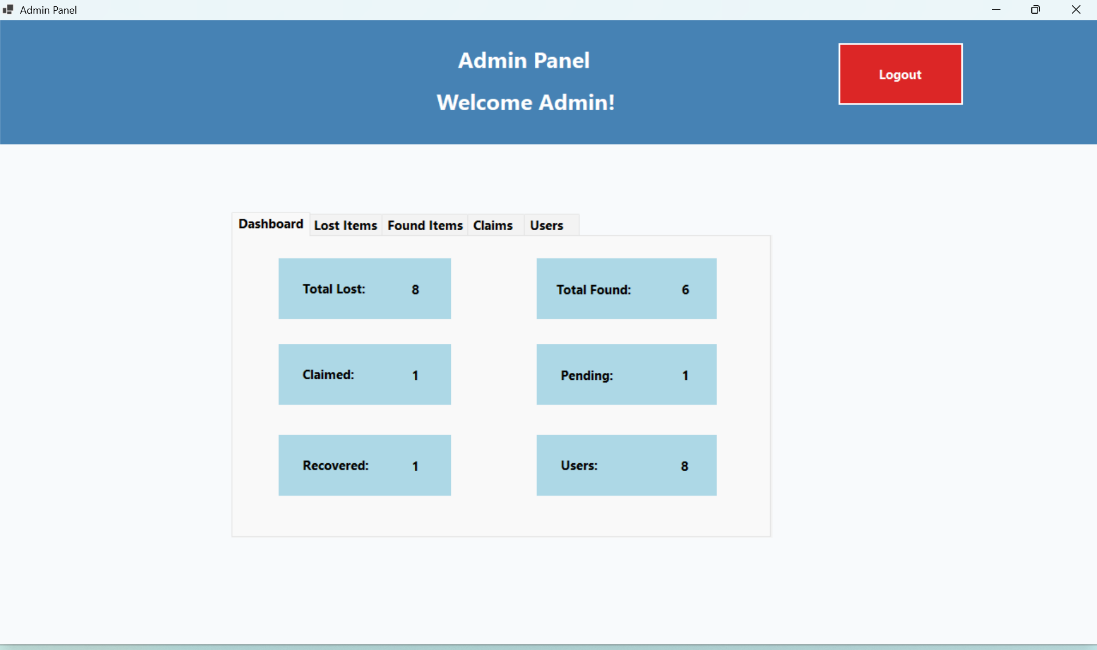 Admin Panel
Admin Panel
Logout
Welcome Admin!
Dashboard Lost Items Found Items Claims Users
Total Lost: 8 Total Found: 6
Claimed: 1 Pending: 1
Recovered: 1 Users: 8